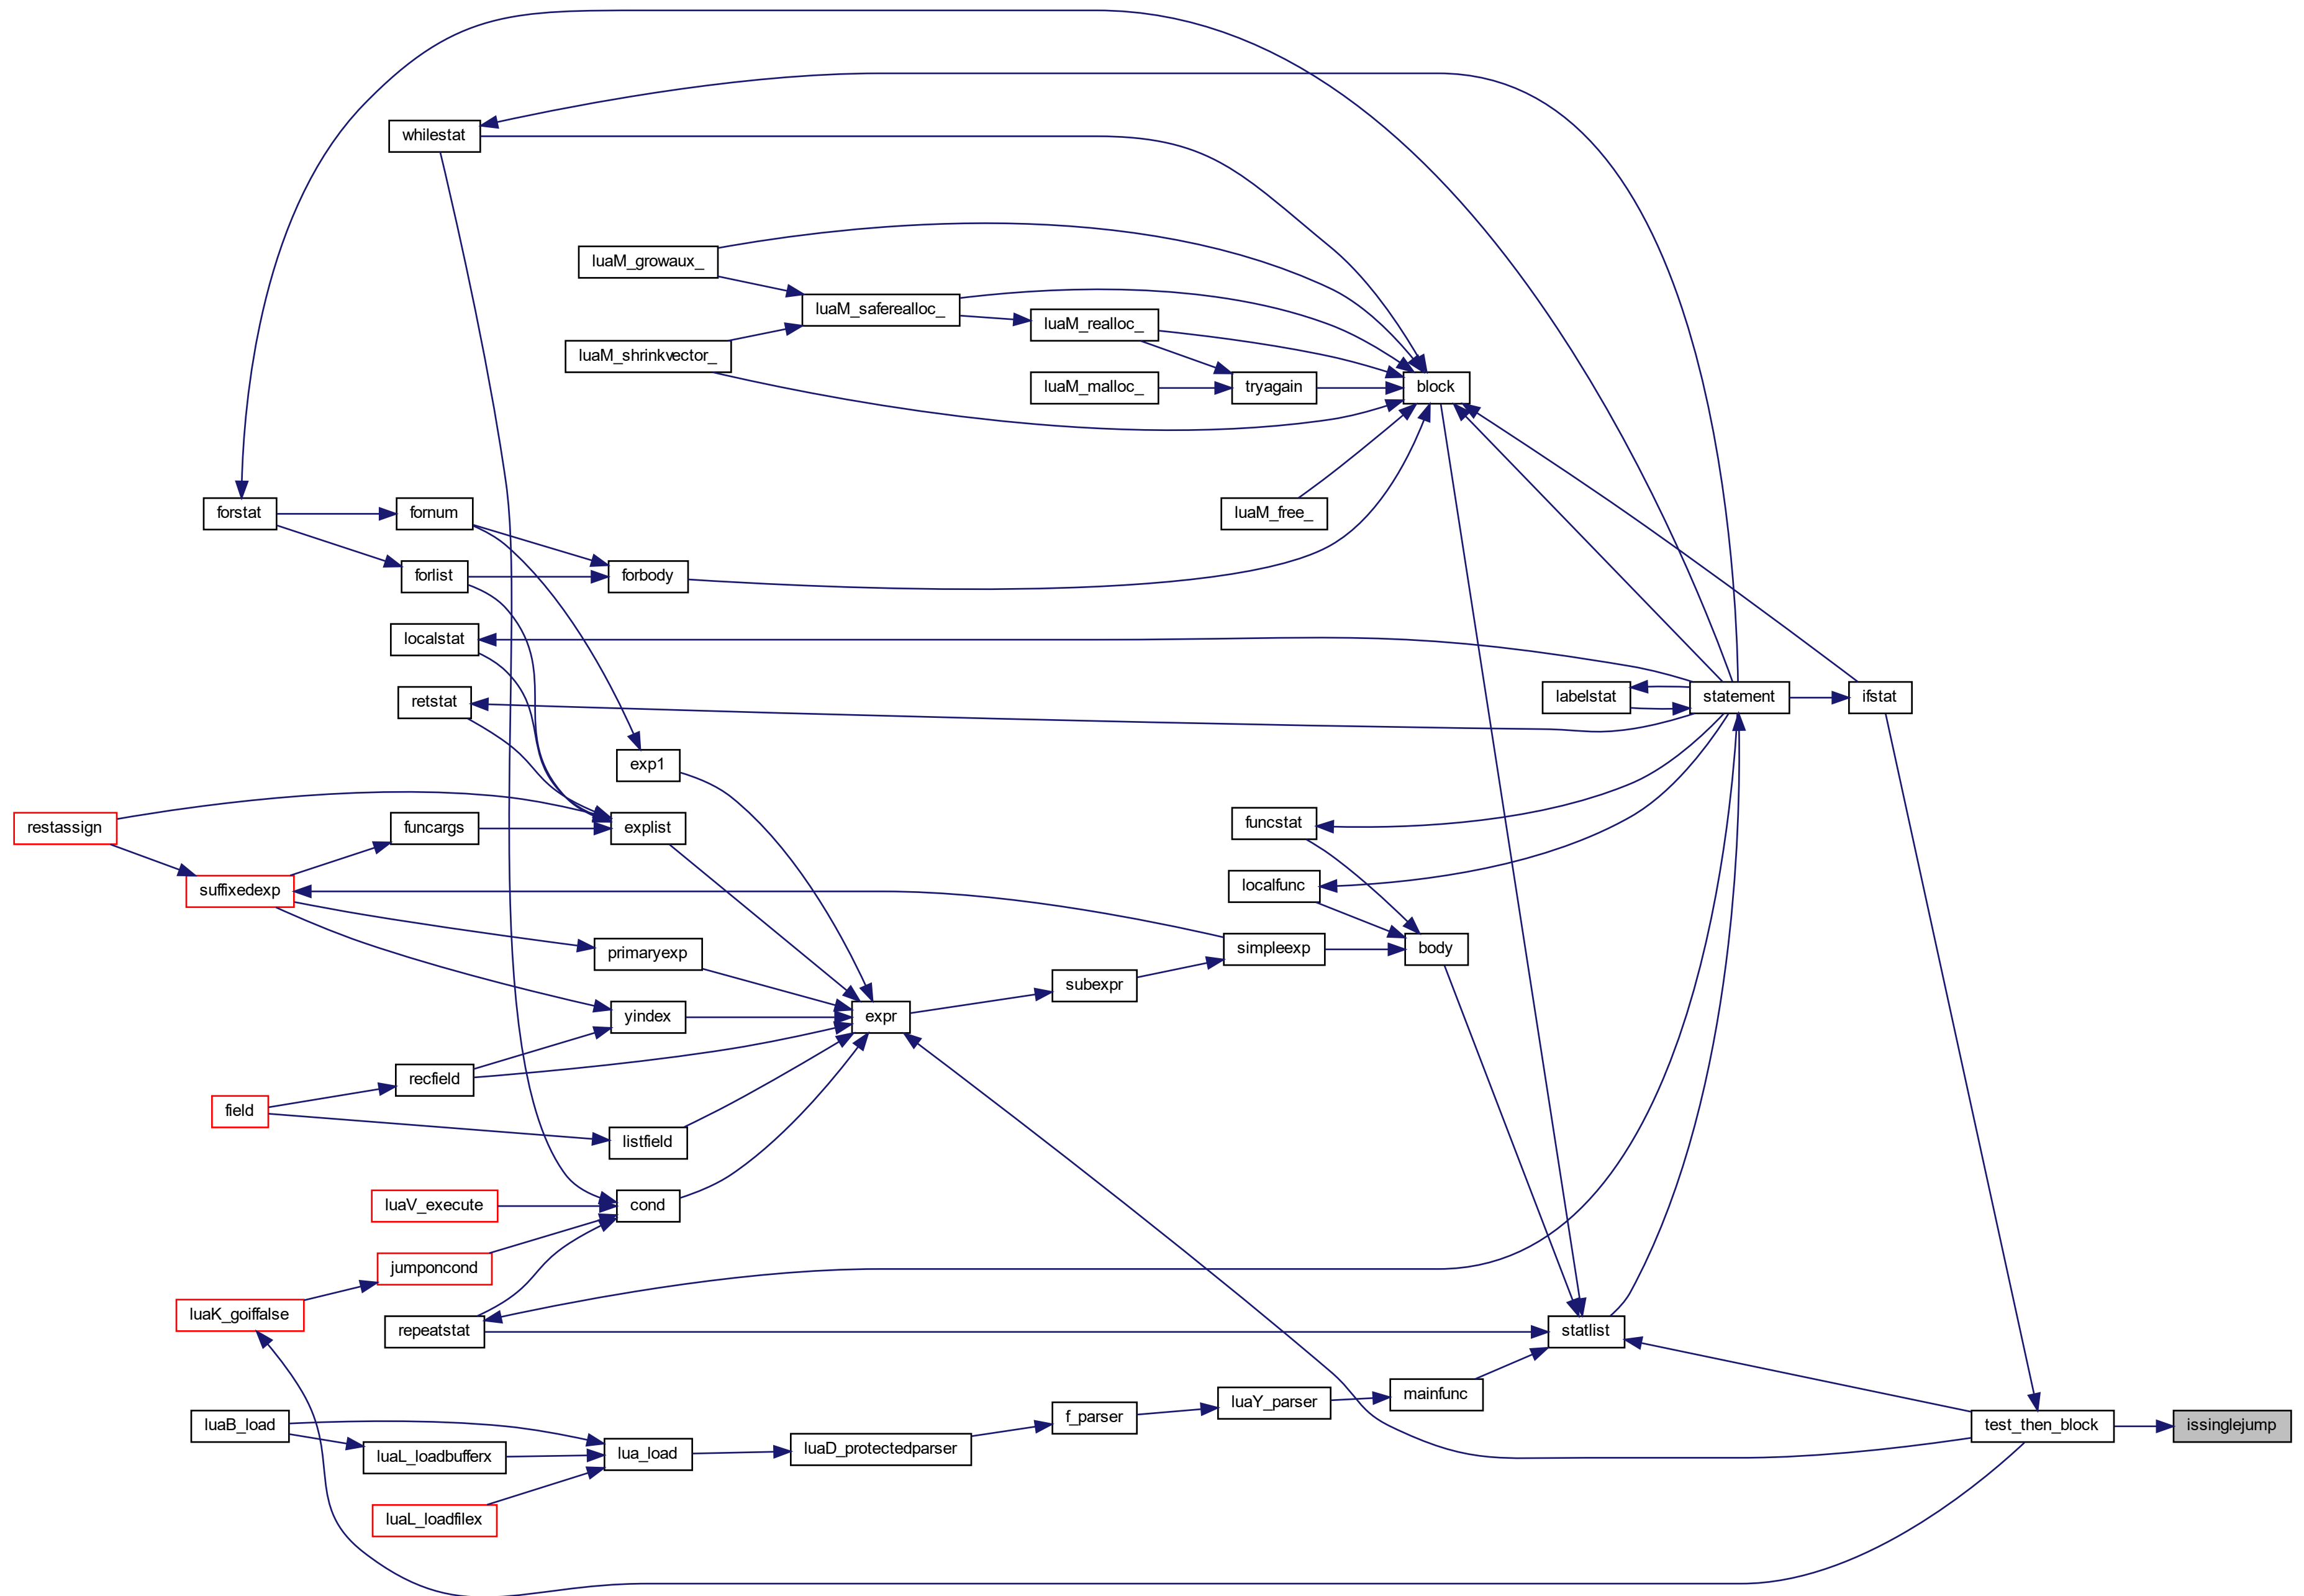 whilestat
luaM_growaux_
luaM_saferealloc_
luaM_realloc_
luaM_shrinkvector_
luaM_malloc_
tryagain
block
forstat
fornum
luaM_free_
forlist
forbody
localstat
retstat
labelstat
statement
ifstat
exp1
restassign
funcargs
explist
funcstat
suffixedexp
localfunc
primaryexp
simpleexp
body
subexpr
yindex
expr
recfield
field
listfield
luaV_execute
cond
jumponcond
luaK_goiffalse
repeatstat
statlist
mainfunc
luaY_parser
f_parser
luaB_load
test_then_block
issinglejump
luaL_loadbufferx
lua_load
luaD_protectedparser
luaL_loadfilex